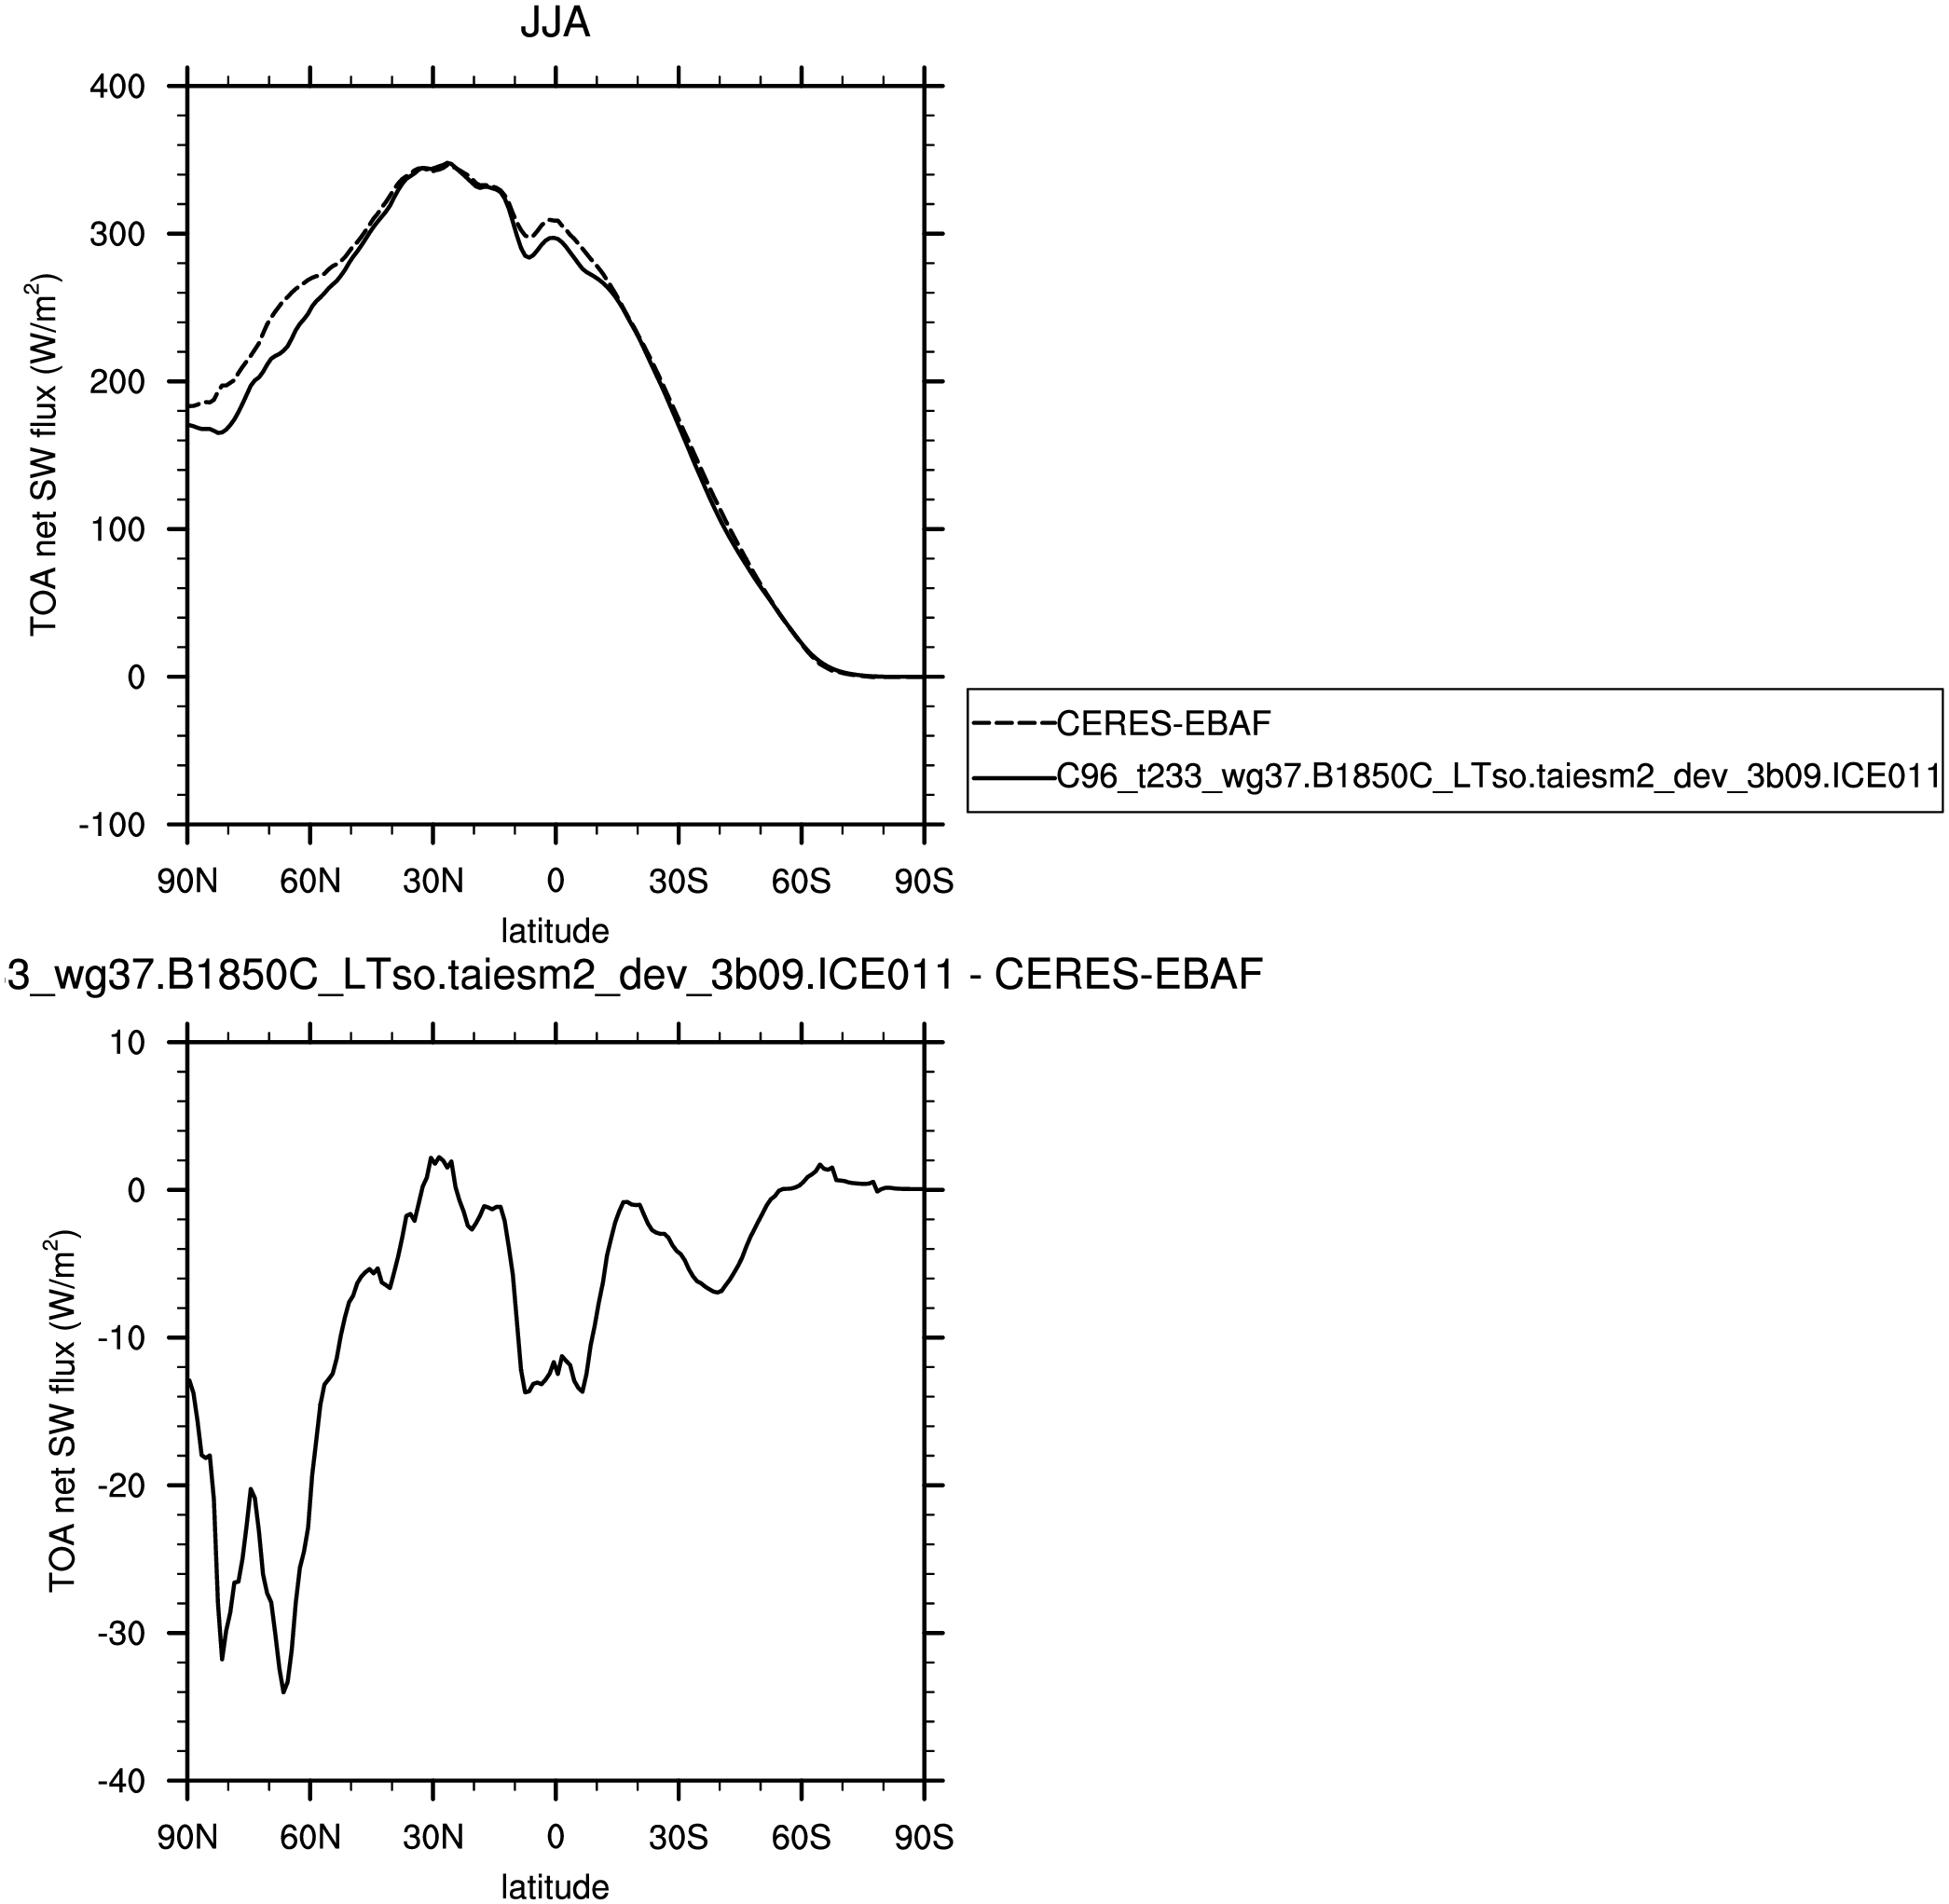 JJA
400
300
200
100
0
-100
TOA net SW flux (W/m²)
90N 60N 30N 0 30S 60S 90S
latitude
CERES-EBAF
C96_t233_wg37.B1850C_LTso.taiesm2_dev_3b09.ICE011
3_wg37.B1850C_LTso.taiesm2_dev_3b09.ICE011 - CERES-EBAF
10
0
-10
-20
-30
-40
TOA net SW flux (W/m²)
90N 60N 30N 0 30S 60S 90S
latitude